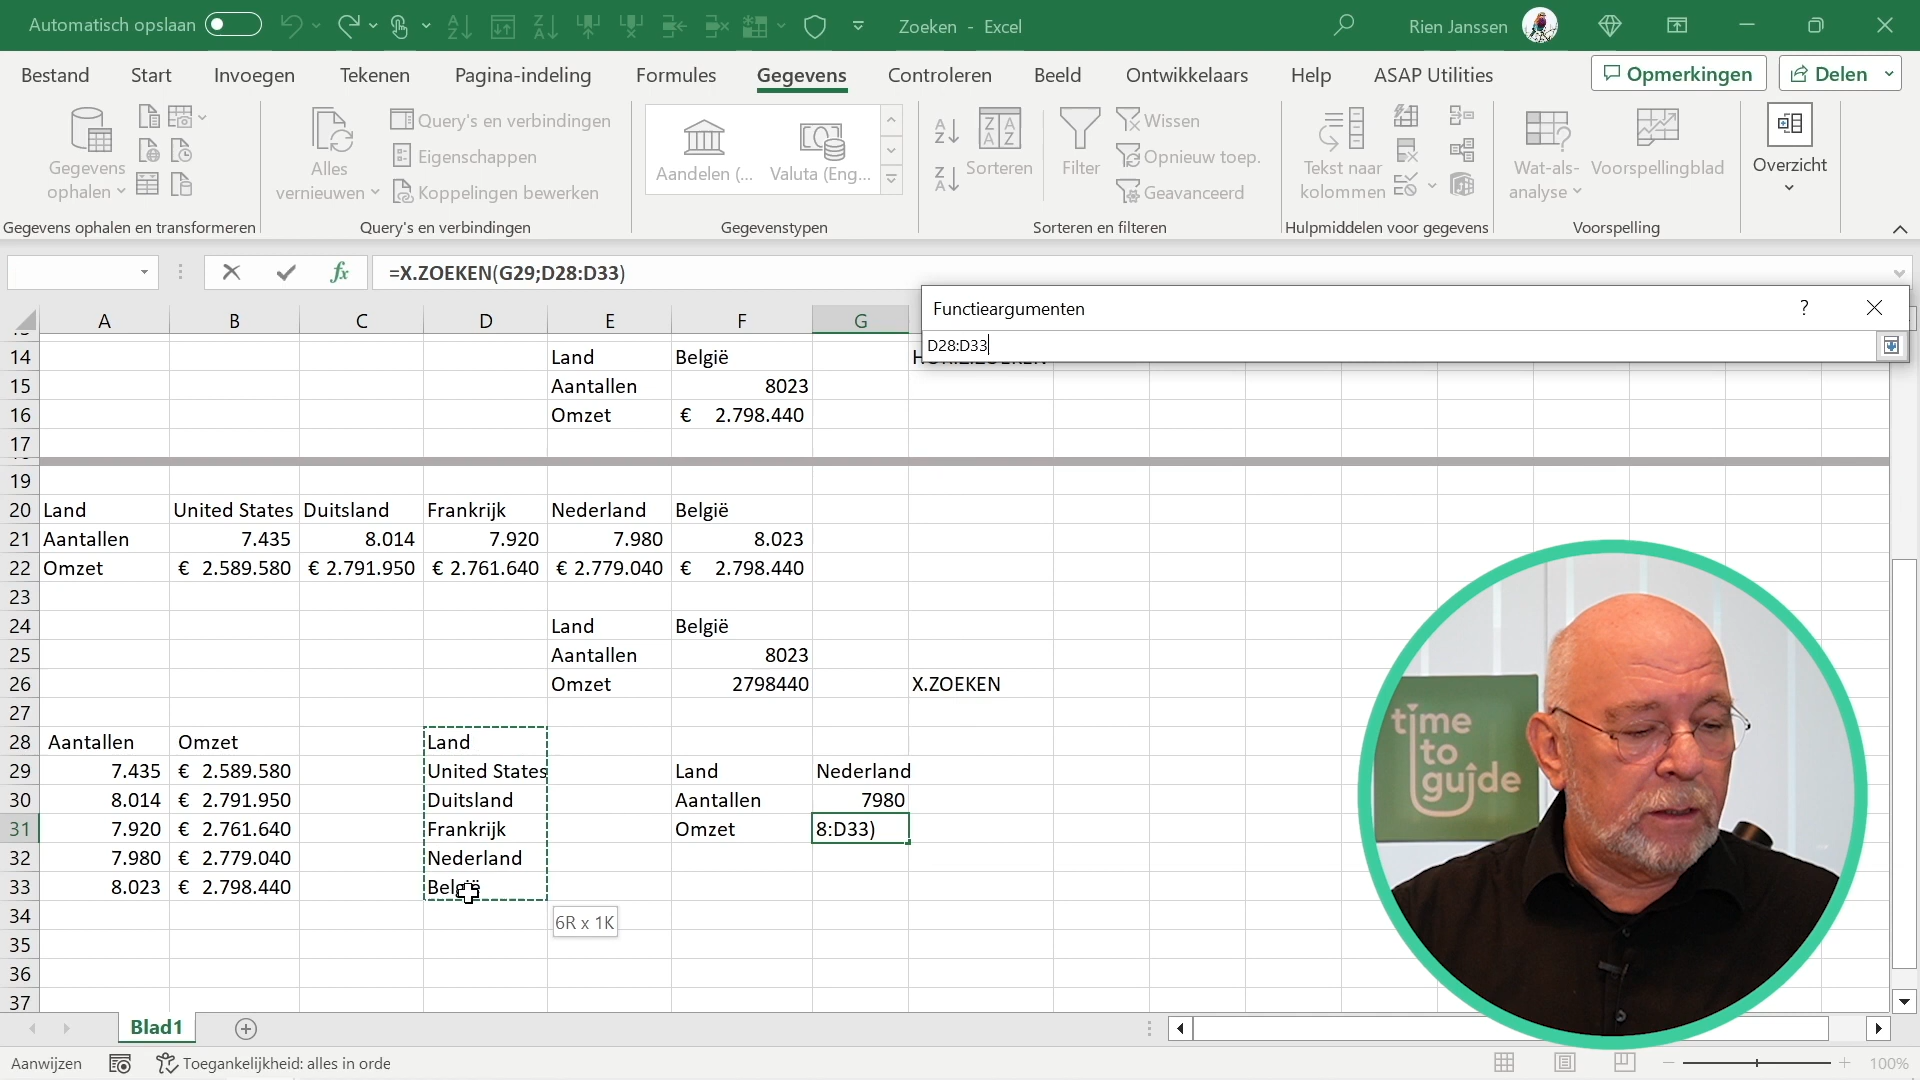 Automatisch opslaan
Zoeken - Excel
Rien Janssen
Bestand Start Invoegen Tekenen Pagina-indeling Formules Gegevens Controleren Beeld Ontwikkelaars Help ASAP Utilities Opmerkingen Delen
Gegevens ophalen
Alles vernieuwen
Query's en verbindingen
Eigenschappen
Koppelingen bewerken
Aandelen (...
Valuta (Eng...
Sorteren
Filter
Wissen
Opnieuw toep.
Geavanceerd
Tekst naar kolommen
Wat-als-analyse
Voorspellingblad
Overzicht
Gegevens ophalen en transformeren Query's en verbindingen Gegevenstypen Sorteren en filteren Hulpmiddelen voor gegevens Voorspelling
=X.ZOEKEN(G29;D28:D33)
Functieargumenten ?
D28:D33
A B C D E F G
14 Land België
15 Aantallen 8023
16 Omzet € 2.798.440
17
19
20 Land United States Duitsland Frankrijk Nederland België
21 Aantallen 7.435 8.014 7.920 7.980 8.023
22 Omzet € 2.589.580 € 2.791.950 € 2.761.640 € 2.779.040 € 2.798.440
23
24 Land België
25 Aantallen 8023
26 Omzet 2798440 X.ZOEKEN
27
28 Aantallen Omzet Land
29 7.435 € 2.589.580 United States Land Nederland
30 8.014 € 2.791.950 Duitsland Aantallen 7980
31 7.920 € 2.761.640 Frankrijk Omzet 8:D33)
32 7.980 € 2.779.040 Nederland
33 8.023 € 2.798.440 België
34
6R x 1K
35
36
37
time
to
guide
Blad1
Aanwijzen
Toegankelijkheid: alles in orde
100%